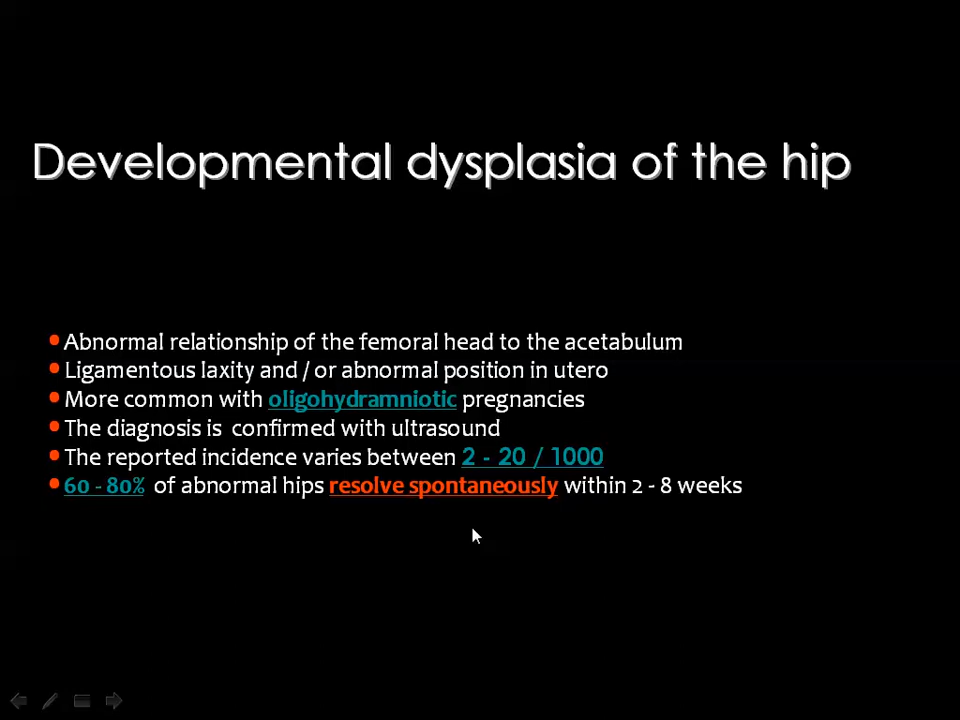 Developmental dysplasia of the hip
•Abnormal relationship of the femoral head to the acetabulum
•Ligamentous laxity and / or abnormal position in utero
•More common with oligohydramniotic pregnancies
•The diagnosis is confirmed with ultrasound
•The reported incidence varies between 2 - 20 / 1000
•60 - 80% of abnormal hips resolve spontaneously within 2 - 8 weeks